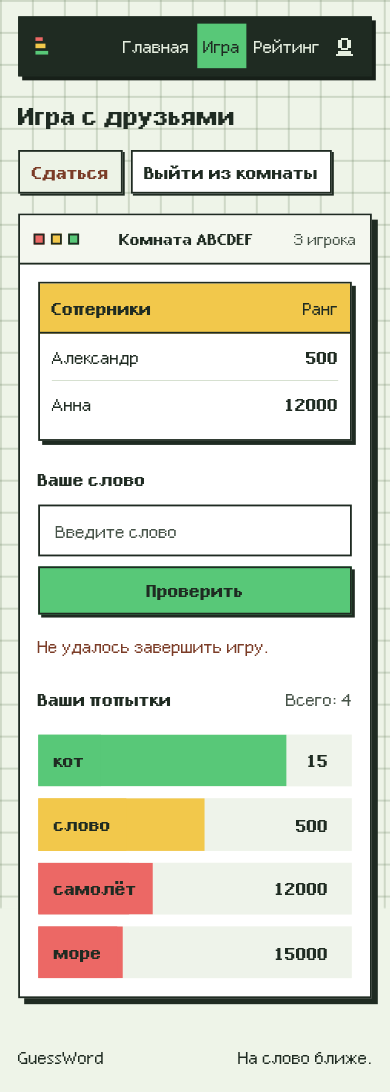 Главная Игра Рейтинг
Игра с друзьями
Сдаться Выйти из комнаты
Комната ABCDEF 3 игрока
Соперники Ранг
Александр 500
Анна 12000
Ваше слово
Введите слово
Проверить
Не удалось завершить игру.
Ваши попытки Всего: 4
кот 15
слово 500
самолёт 12000
море 15000
GuessWord На слово ближе.